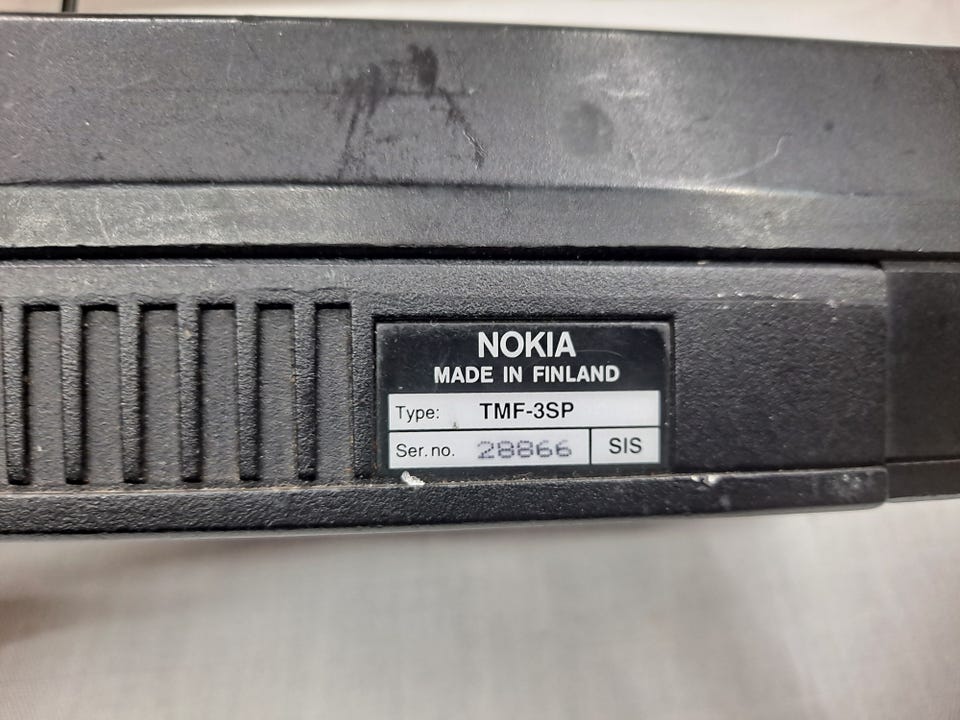 NOKIA
MADE IN FINLAND
Type: TMF-3SP
Ser. no. 28866 SIS